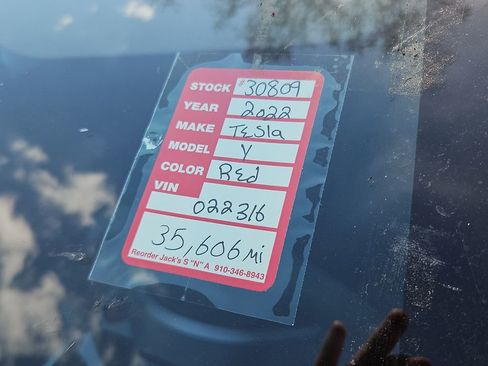 STOCK #30809
YEAR 2022
MAKE Tesla
MODEL Y
COLOR Red
VIN 022316
35,606 mi
Reorder Jack's S "N" A 910-346-8943